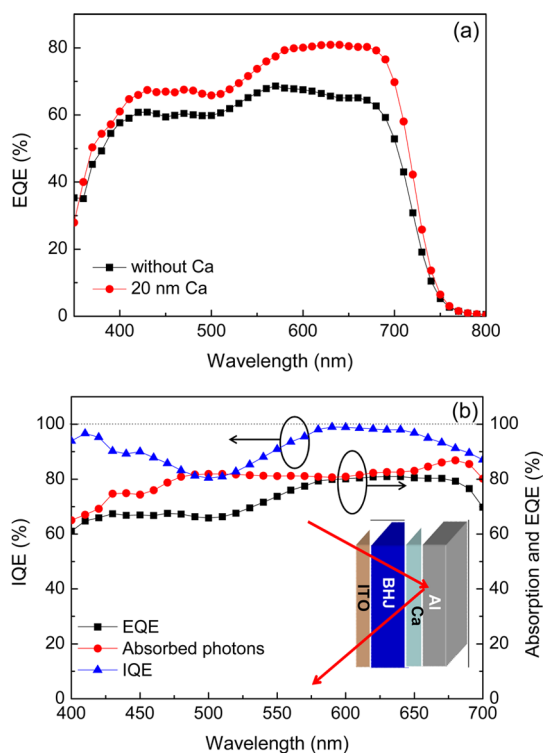 (a)
80
60
40
20
0
EQE (%)
without Ca
20 nm Ca
400 500 600 700 800
Wavelength (nm)
(b)
100 100
80 80
60 60
40 40
20 20
0 0
IQE (%)
Absorption and EQE (%)
ITO
BHJ
Ca
Al
EQE
Absorbed photons
IQE
400 450 500 550 600 650 700
Wavelength (nm)